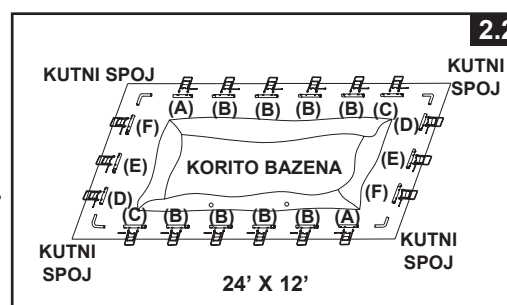 2.2
KUTNI SPOJ
KUTNI
SPOJ
(A) (B) (B) (B) (B) (C)
(F) (D)
(E) KORITO BAZENA (E)
(D) (F)
(C) (B) (B) (B) (B) (A)
KUTNI
SPOJ
KUTNI
SPOJ
24’ X 12’